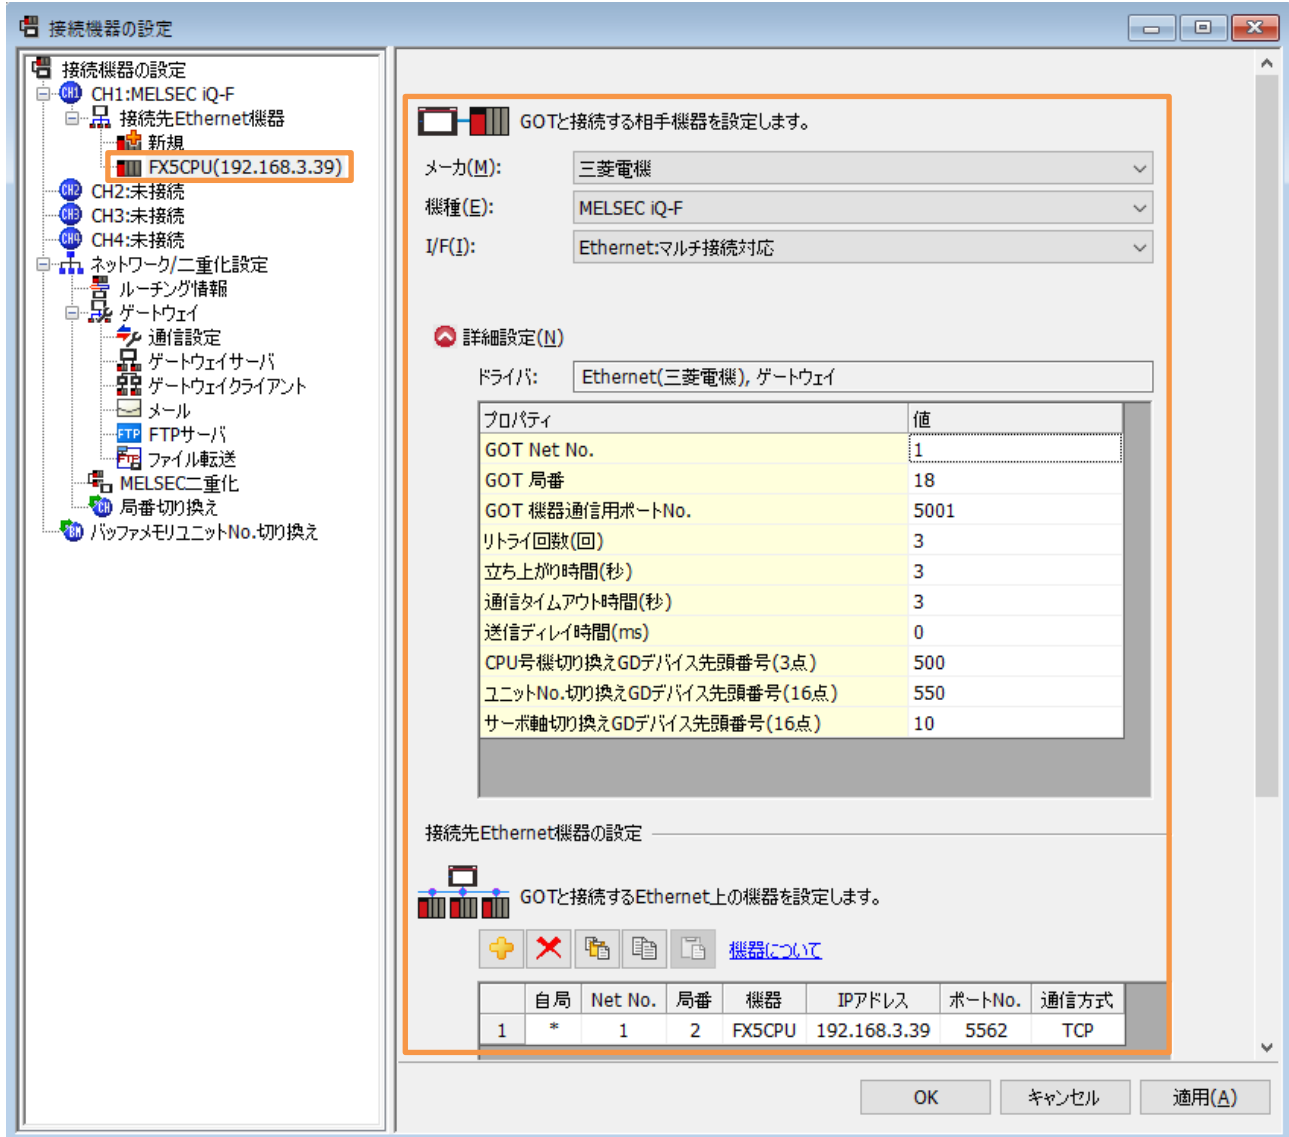 接続機器の設定
接続機器の設定
CH1:MELSEC iQ-F
接続先Ethernet機器
新規
FX5CPU(192.168.3.39)
CH2:未接続
CH3:未接続
CH4:未接続
ネットワーク/二重化設定
ルーチング情報
ゲートウェイ
通信設定
ゲートウェイサーバ
ゲートウェイクライアント
メール
FTPサーバ
ファイル転送
MELSEC二重化
局番切り換え
バッファメモリユニットNo.切り換え
GOTと接続する相手機器を設定します。
メーカ(M): 三菱電機
機種(E): MELSEC iQ-F
I/F(I): Ethernet:マルチ接続対応
詳細設定(N)
ドライバ: Ethernet(三菱電機), ゲートウェイ
プロパティ 値
GOT Net No. 1
GOT 局番 18
GOT 機器通信用ポートNo. 5001
リトライ回数(回) 3
立ち上がり時間(秒) 3
通信タイムアウト時間(秒) 3
送信ディレイ時間(ms) 0
CPU号機切り換えGDデバイス先頭番号(3点) 500
ユニットNo.切り換えGDデバイス先頭番号(16点) 550
サーボ軸切り換えGDデバイス先頭番号(16点) 10
接続先Ethernet機器の設定
GOTと接続するEthernet上の機器を設定します。
機器について
自局 Net No. 局番 機器 IPアドレス ポートNo. 通信方式
1 * 1 2 FX5CPU 192.168.3.39 5562 TCP
OK キャンセル 適用(A)